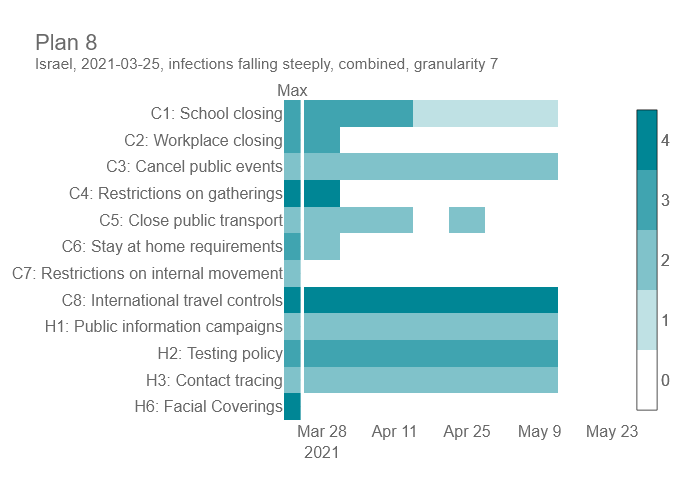 Plan 8
Israel, 2021-03-25, infections falling steeply, combined, granularity 7
Max
C1: School closing
C2: Workplace closing
C3: Cancel public events
C4: Restrictions on gatherings
C5: Close public transport
C6: Stay at home requirements
C7: Restrictions on internal movement
C8: International travel controls
H1: Public information campaigns
H2: Testing policy
H3: Contact tracing
H6: Facial Coverings
4
3
2
1
0
Mar 28 Apr 11 Apr 25 May 9 May 23
2021